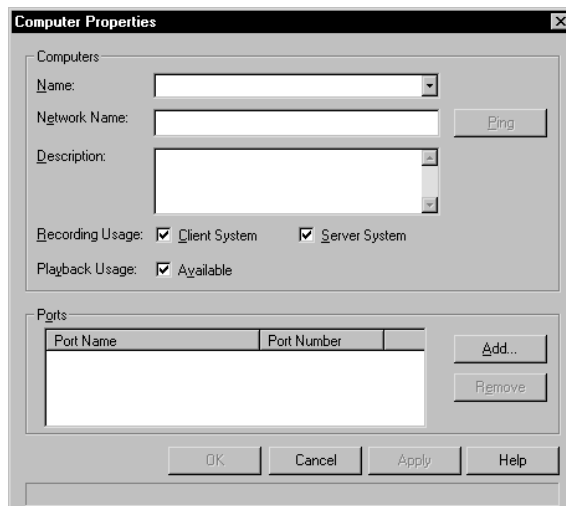 Computer Properties
Computers
Name:
Network Name:
Ping
Description:
Recording Usage: Client System Server System
Playback Usage: Available
Ports
Port Name Port Number
Add...
Remove
OK Cancel Apply Help